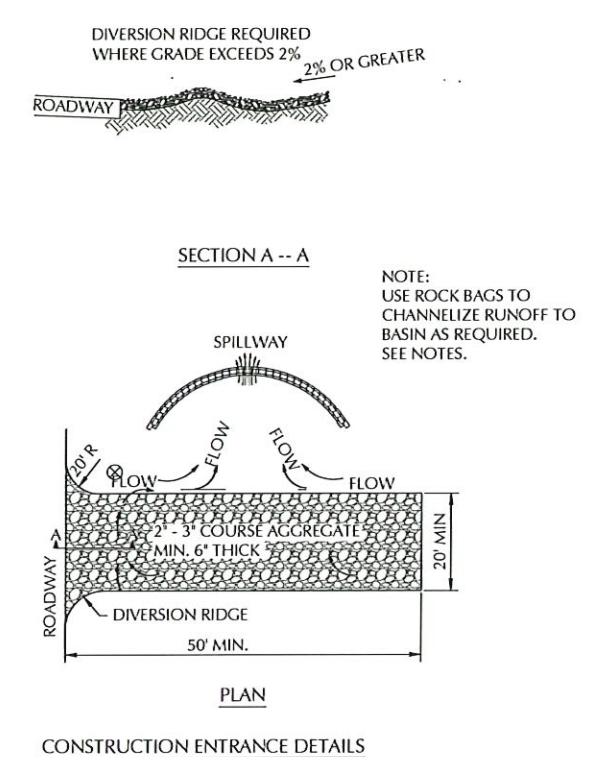 DIVERSION RIDGE REQUIRED
WHERE GRADE EXCEEDS 2%
2% OR GREATER
ROADWAY
SECTION A -- A
NOTE:
USE ROCK BAGS TO
CHANNELIZE RUNOFF TO
BASIN AS REQUIRED.
SEE NOTES.
SPILLWAY
20' R
FLOW
FLOW
FLOW
FLOW
A
2" - 3" COURSE AGGREGATE
MIN. 6" THICK
20' MIN
ROADWAY
DIVERSION RIDGE
50' MIN.
PLAN
CONSTRUCTION ENTRANCE DETAILS